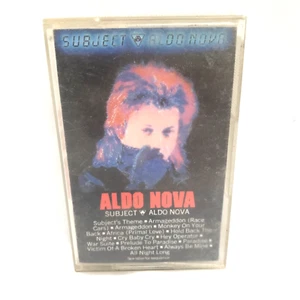 SUBJECT ALDO NOVA
ALDO NOVA
SUBJECT ALDO NOVA
Subject's Theme • Armageddon (Race
Cars) • Armageddon • Monkey On Your
Back • Africa (Primal Love) • Hold Back The
Night • Cry Baby Cry • Hey Operator •
War Suite • Prelude To Paradise • Paradise •
Victim Of A Broken Heart • Always Be Mine •
All Night Long